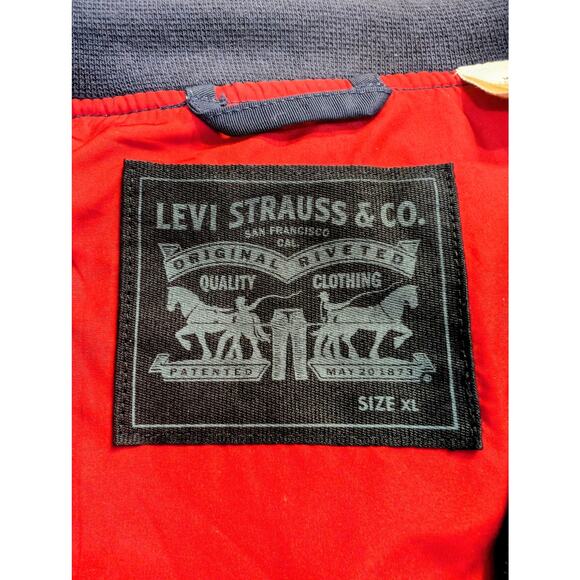 LEVI STRAUSS & CO.
SAN FRANCISCO
CAL.
ORIGINAL RIVETED
QUALITY CLOTHING
PATENTED MAY 20 1873
SIZE XL